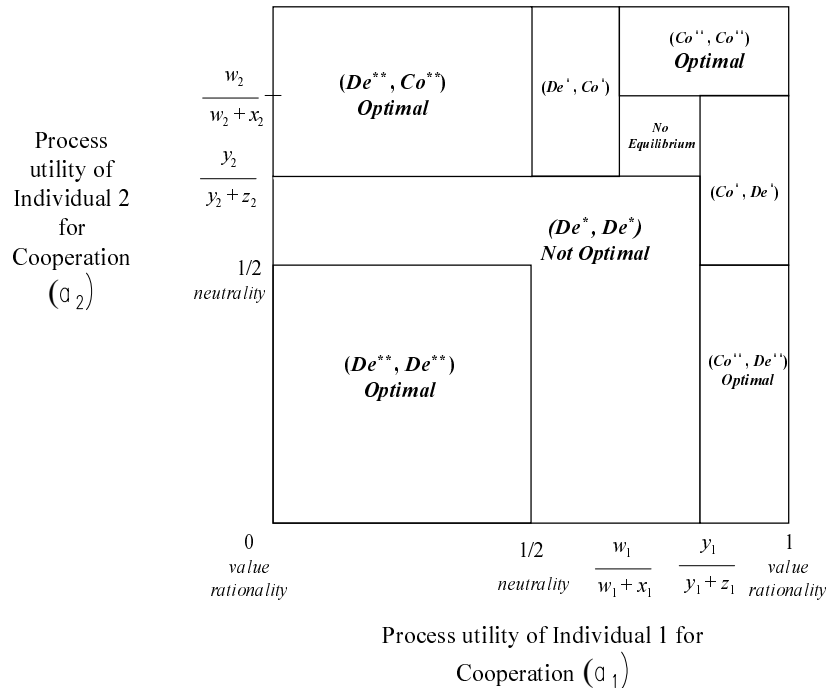 (De**, Co**)
Optimal
(De‘, Co‘)
(Co‘‘, Co‘‘)
Optimal
No
Equilibrium
(Co‘, De‘)
(De*, De*)
Not Optimal
(De**, De**)
Optimal
(Co‘‘, De‘‘)
Optimal
w₂
w₂ + x₂
y₂
y₂ + z₂
1/2
neutrality
Process
utility of
Individual 2
for
Cooperation
(α₂)
0
value
rationality
1/2
neutrality
w₁
w₁ + x₁
y₁
y₁ + z₁
1
value
rationality
Process utility of Individual 1 for
Cooperation (α₁)